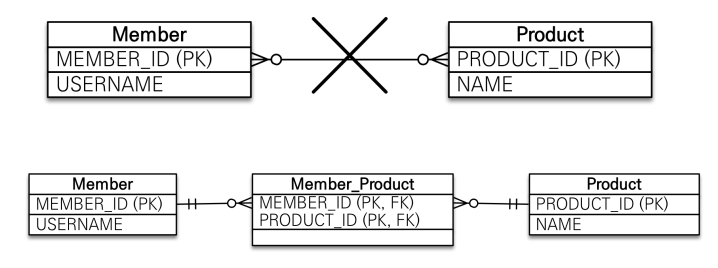 Member
MEMBER_ID (PK)
USERNAME
Product
PRODUCT_ID (PK)
NAME
Member
MEMBER_ID (PK)
USERNAME
Member_Product
MEMBER_ID (PK, FK)
PRODUCT_ID (PK, FK)
Product
PRODUCT_ID (PK)
NAME